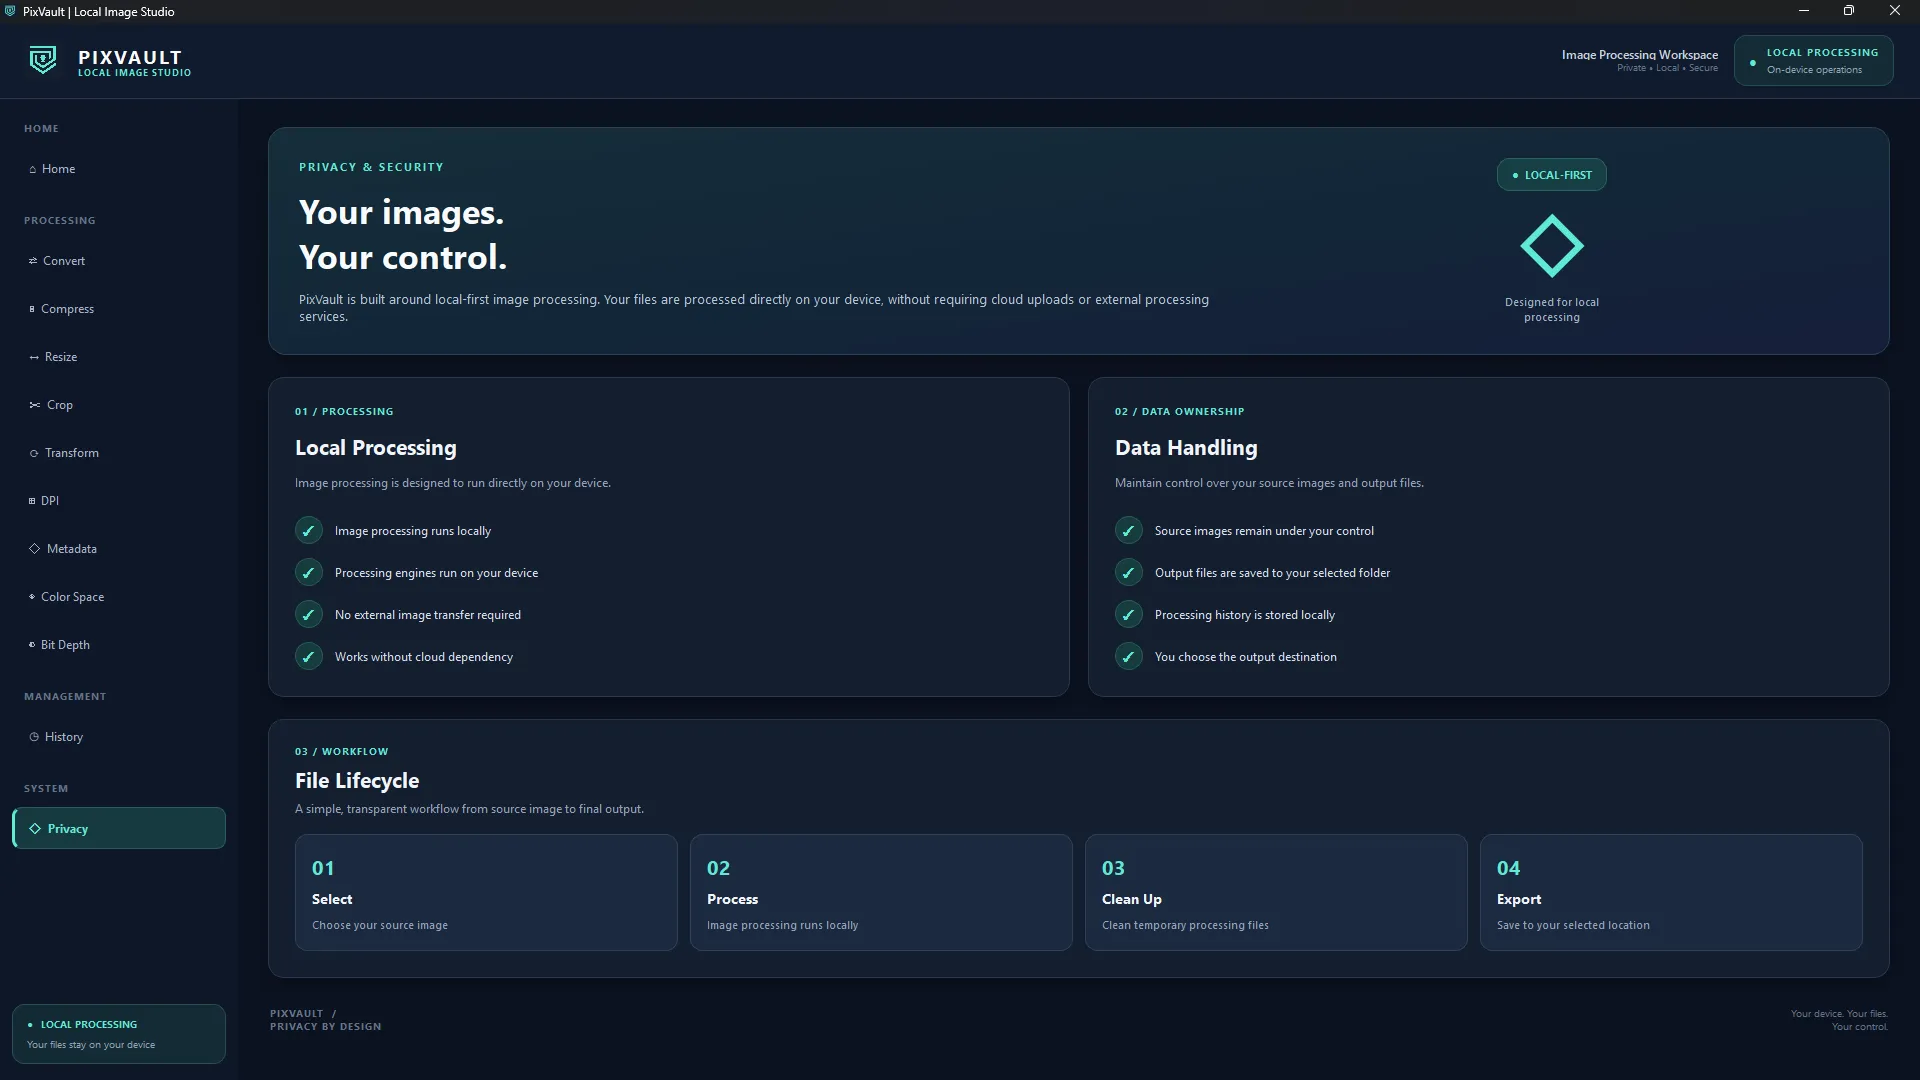 PixVault | Local Image Studio
PIXVAULT
LOCAL IMAGE STUDIO
Image Processing Workspace
Private • Local • Secure
LOCAL PROCESSING
On-device operations
HOME
Home
PROCESSING
Convert
Compress
Resize
Crop
Transform
DPI
Metadata
Color Space
Bit Depth
MANAGEMENT
History
SYSTEM
Privacy
LOCAL PROCESSING
Your files stay on your device
PRIVACY & SECURITY
Your images.
Your control.
PixVault is built around local-first image processing. Your files are processed directly on your device, without requiring cloud uploads or external processing
services.
LOCAL-FIRST
Designed for local
processing
01 / PROCESSING
Local Processing
Image processing is designed to run directly on your device.
Image processing runs locally
Processing engines run on your device
No external image transfer required
Works without cloud dependency
02 / DATA OWNERSHIP
Data Handling
Maintain control over your source images and output files.
Source images remain under your control
Output files are saved to your selected folder
Processing history is stored locally
You choose the output destination
03 / WORKFLOW
File Lifecycle
A simple, transparent workflow from source image to final output.
01
Select
Choose your source image
02
Process
Image processing runs locally
03
Clean Up
Clean temporary processing files
04
Export
Save to your selected location
PIXVAULT /
PRIVACY BY DESIGN
Your device. Your files.
Your control.